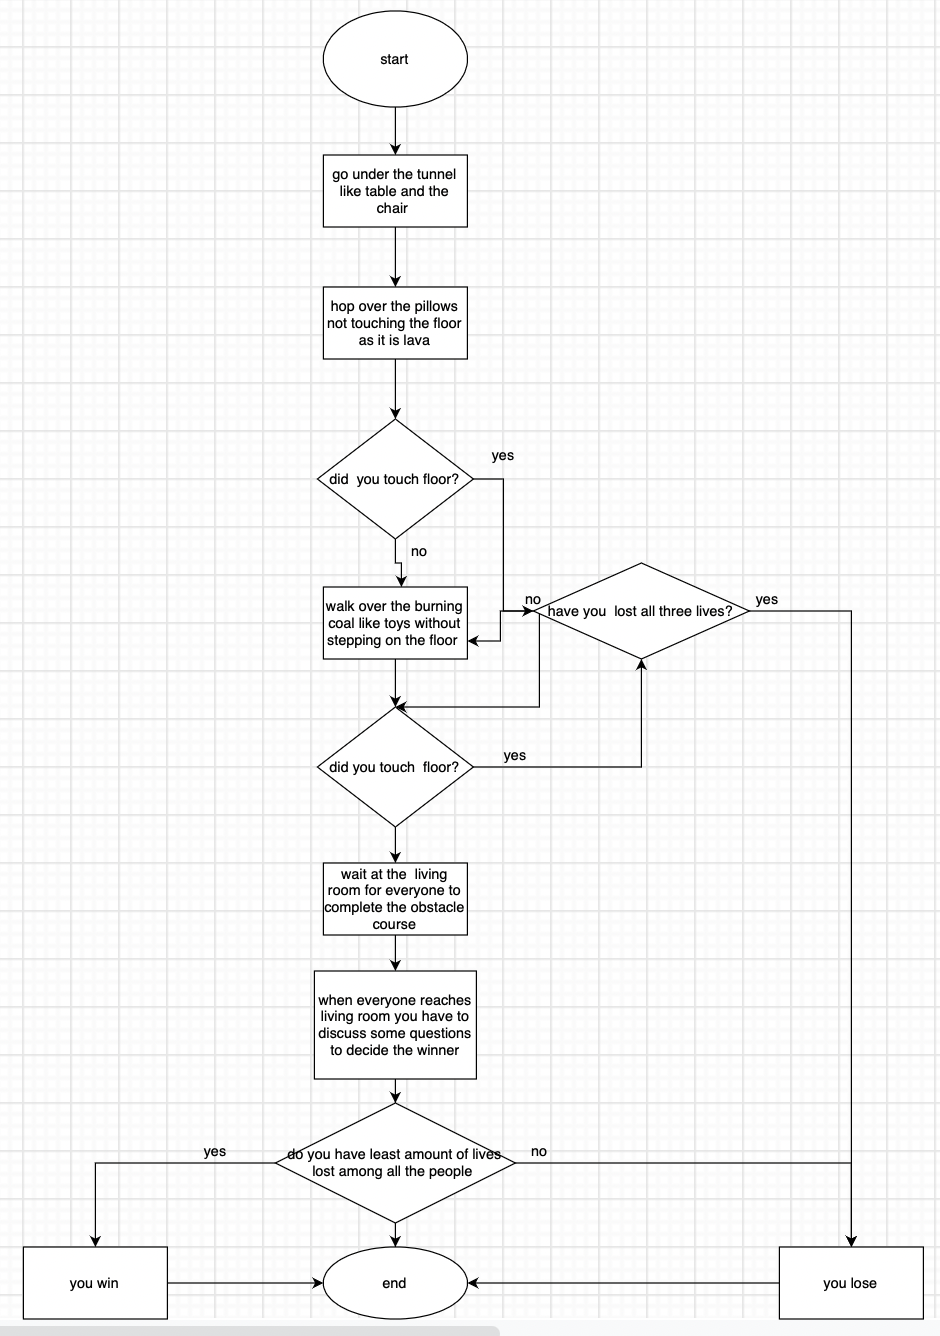 start
go under the tunnel
like table and the
chair
hop over the pillows
not touching the floor
as it is lava
did  you touch floor?
yes
no
walk over the burning
coal like toys without
stepping on the floor
no
have you  lost all three lives?
yes
did you touch  floor?
yes
wait at the  living
room for everyone to
complete the obstacle
course
when everyone reaches
living room you have to
discuss some questions
to decide the winner
do you have least amount of lives
lost among all the people
yes
no
you win
end
you lose